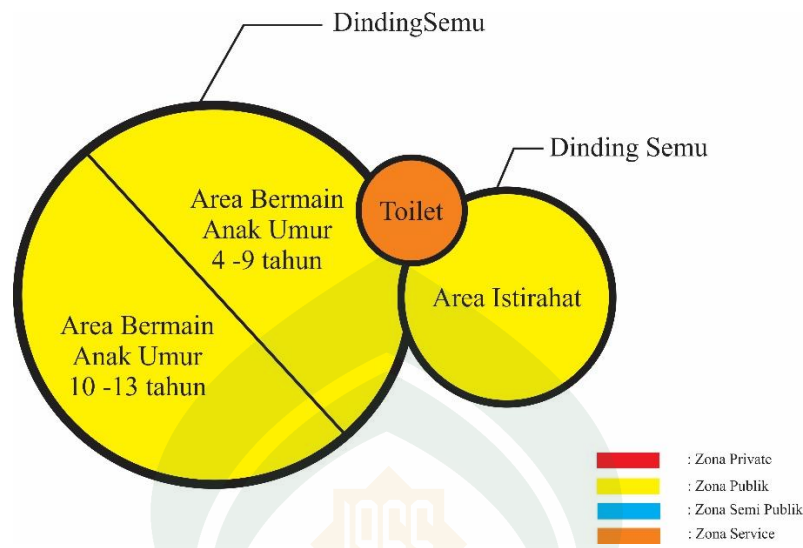 DindingSemu
Dinding Semu
Area Bermain
Anak Umur
4 -9 tahun
Toilet
Area Istirahat
Area Bermain
Anak Umur
10 -13 tahun
: Zona Private
: Zona Publik
: Zona Semi Publik
: Zona Service
1965